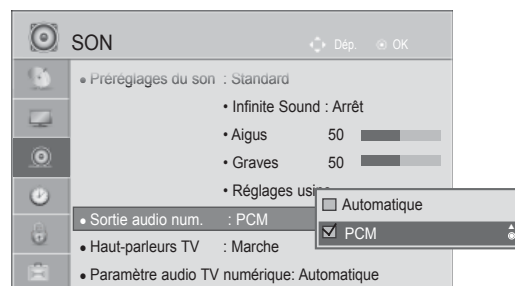 SON
Dép. OK
• Préréglages du son : Standard
• Infinite Sound : Arrêt
• Aigus 50
• Graves 50
• Réglages usine
Automatique
• Sortie audio num. : PCM
PCM
• Haut-parleurs TV : Marche
• Paramètre audio TV numérique: Automatique